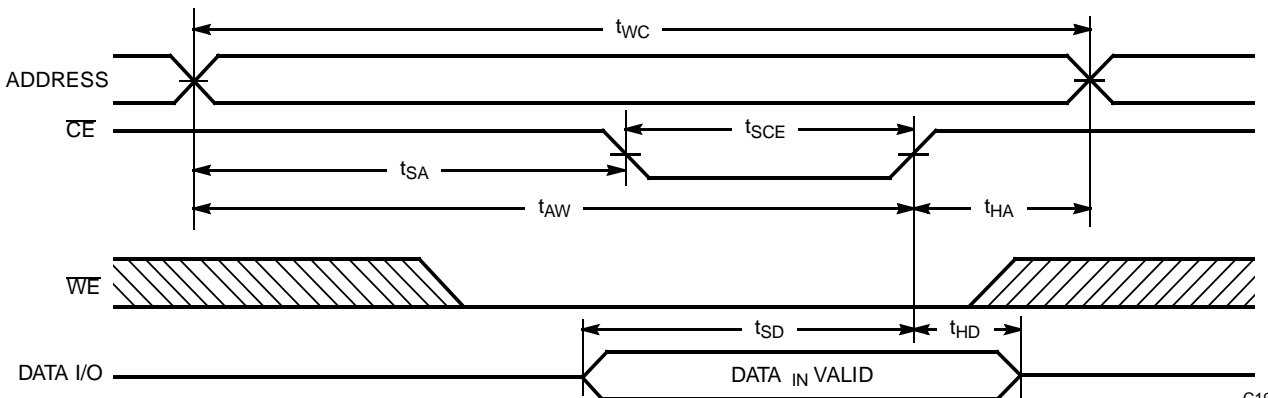 tWC
ADDRESS
CE
tSCE
tSA
tAW
tHA
WE
tSD
tHD
DATA I/O
DATA IN VALID